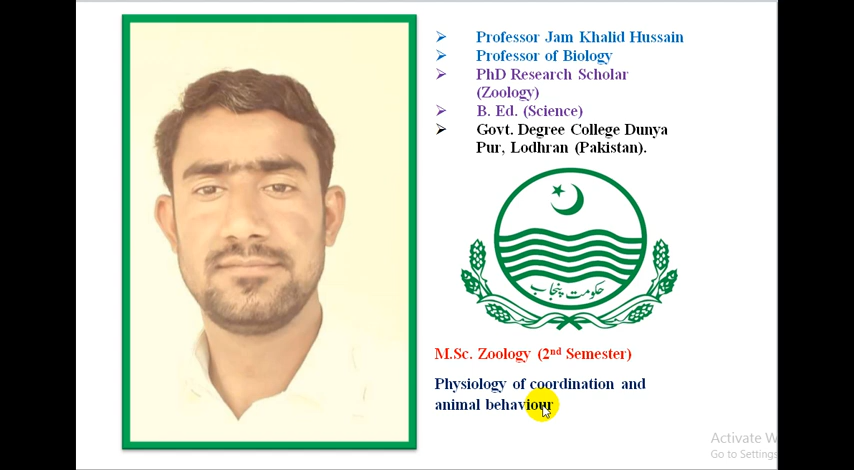 Professor Jam Khalid Hussain
Professor of Biology
PhD Research Scholar
(Zoology)
B. Ed. (Science)
Govt. Degree College Dunya
Pur, Lodhran (Pakistan).
حکومت پنجاب
M.Sc. Zoology (2nd Semester)
Physiology of coordination and
animal behaviour
Activate W
Go to Settings